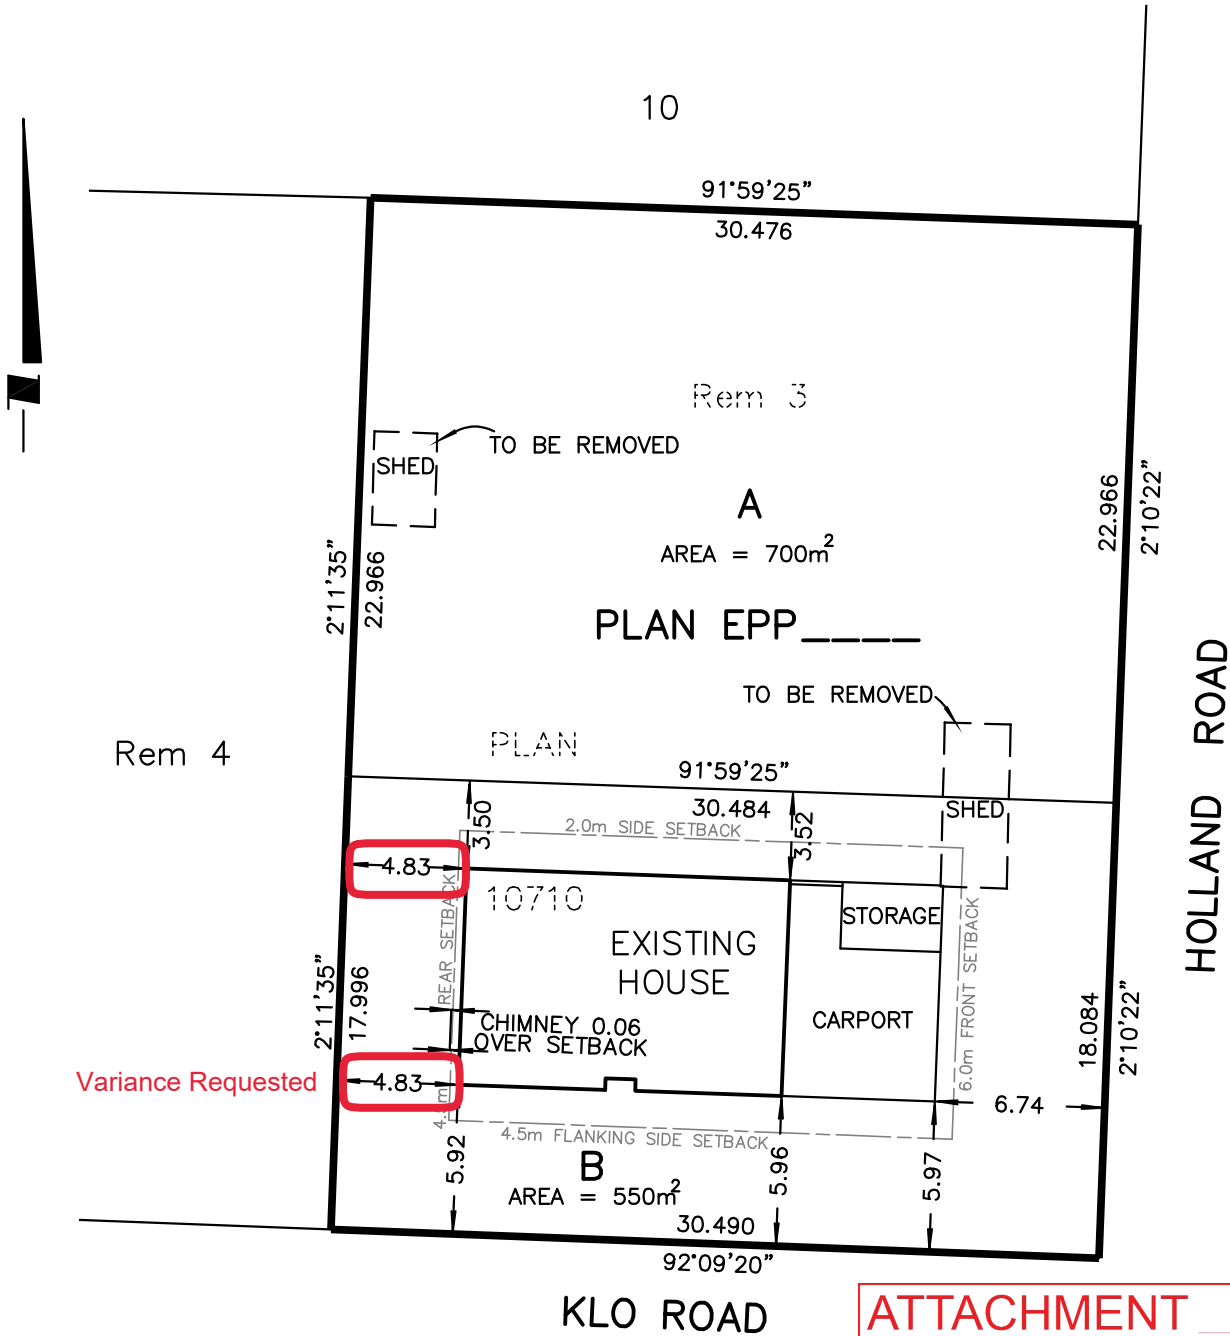 10
91°59'25"
30.476
N
Rem 3
TO BE REMOVED
SHED
A
AREA = 700m²
22.966
2°10'22"
2°11'35"
22.966
PLAN EPP____
TO BE REMOVED
HOLLAND ROAD
Rem 4
PLAN
91°59'25"
30.484
SHED
3.50
3.52
2.0m SIDE SETBACK
4.83
10710
STORAGE
REAR SETBACK
EXISTING
HOUSE
6.0m FRONT SETBACK
2°11'35"
17.996
CHIMNEY 0.06
OVER SETBACK
CARPORT
18.084
2°10'22"
Variance Requested
4.83
6.74
4.5m FLANKING SIDE SETBACK
5.92
B
5.96
5.97
AREA = 550m²
30.490
92°09'20"
KLO ROAD
ATTACHMENT